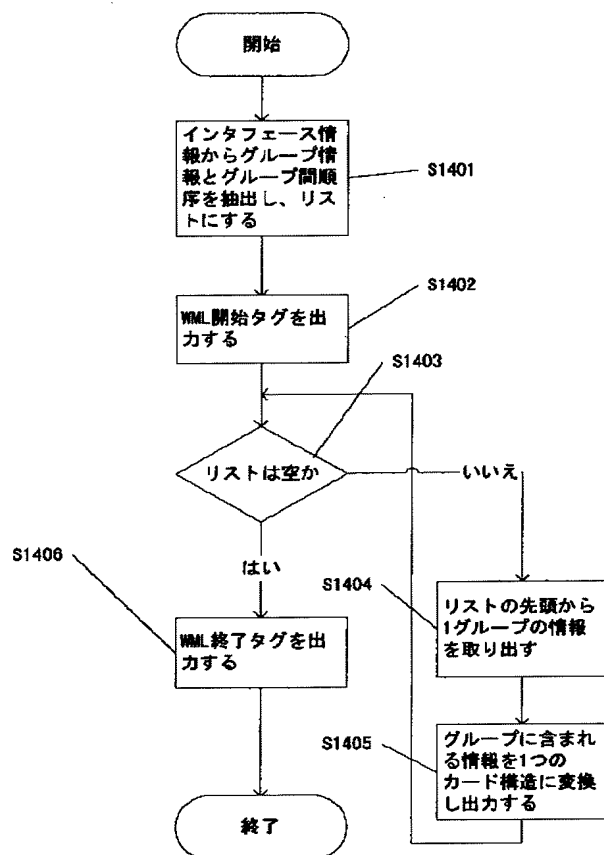 開始
インタフェース情
報からグループ情
報とグループ間順
序を抽出し、リス
トにする
S1401
S1402
WML開始タグを出
力する
S1403
リストは空か
いいえ
はい
S1404
リストの先頭から
1グループの情報
を取り出す
S1405
グループに含まれ
る情報を1つの
カード構造に変換
し出力する
S1406
WML終了タグを出
力する
終了